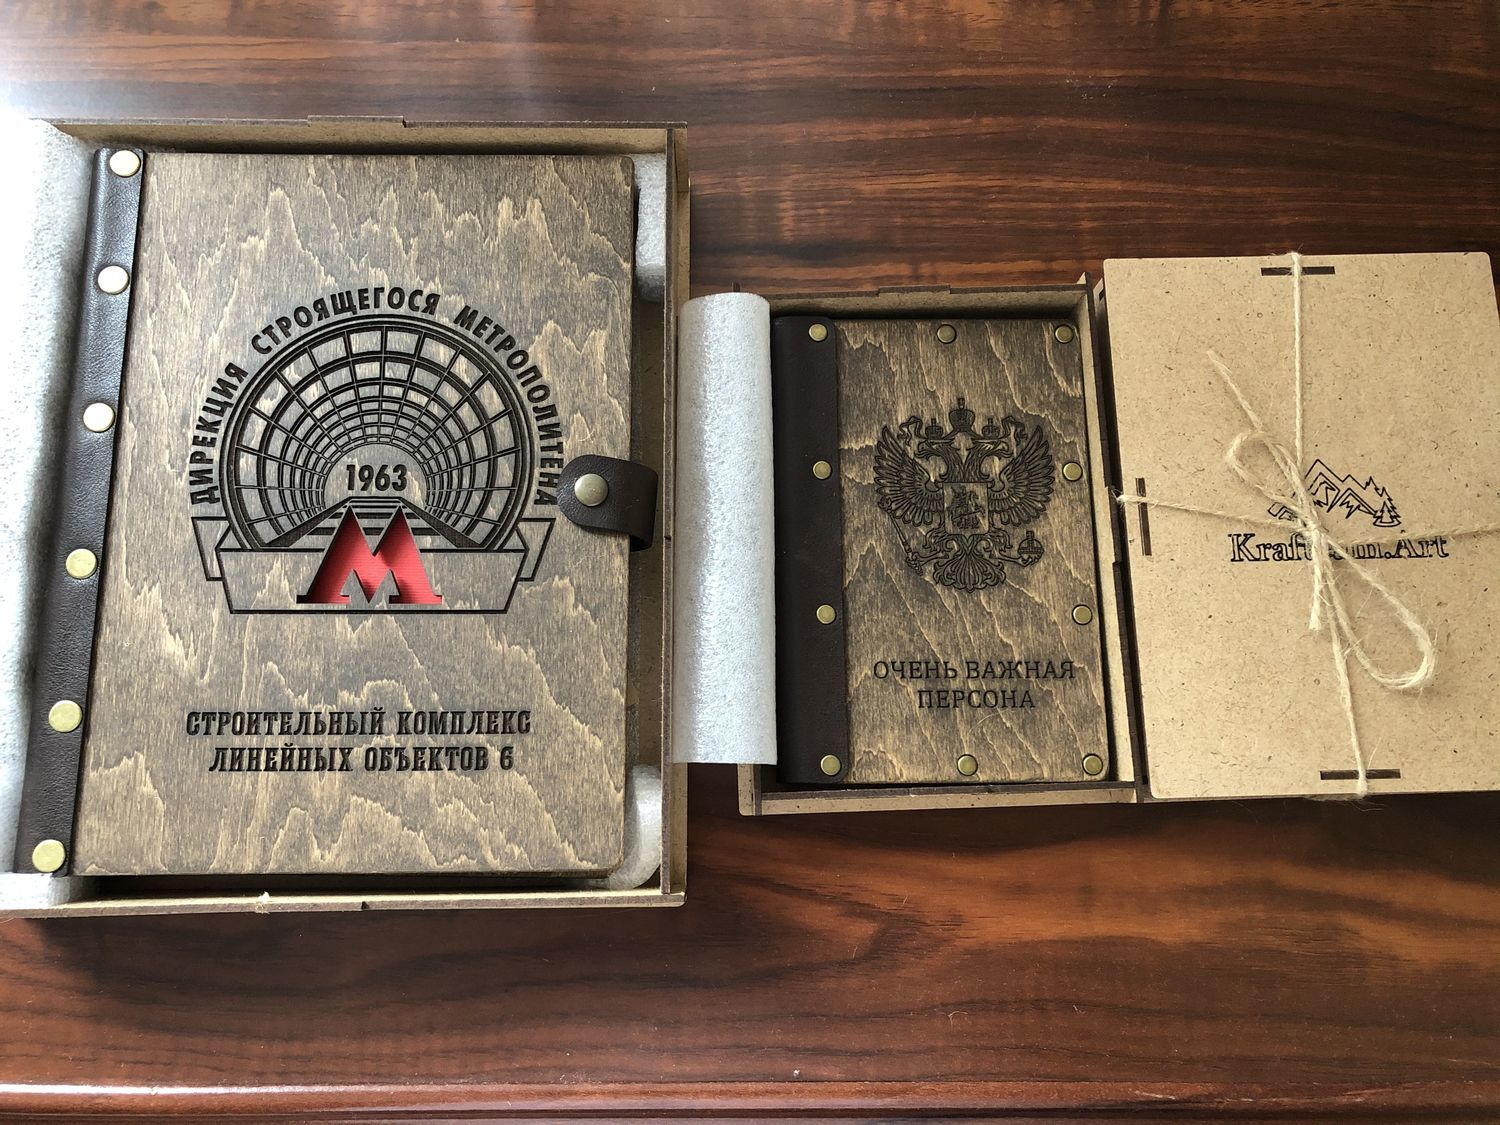 ДИРЕКЦИЯ СТРОЯЩЕГОСЯ МЕТРОПОЛИТЕНА
1963
М
СТРОИТЕЛЬНЫЙ КОМПЛЕКС
ЛИНЕЙНЫХ ОБЪЕКТОВ 6
ОЧЕНЬ ВАЖНАЯ
ПЕРСОНА